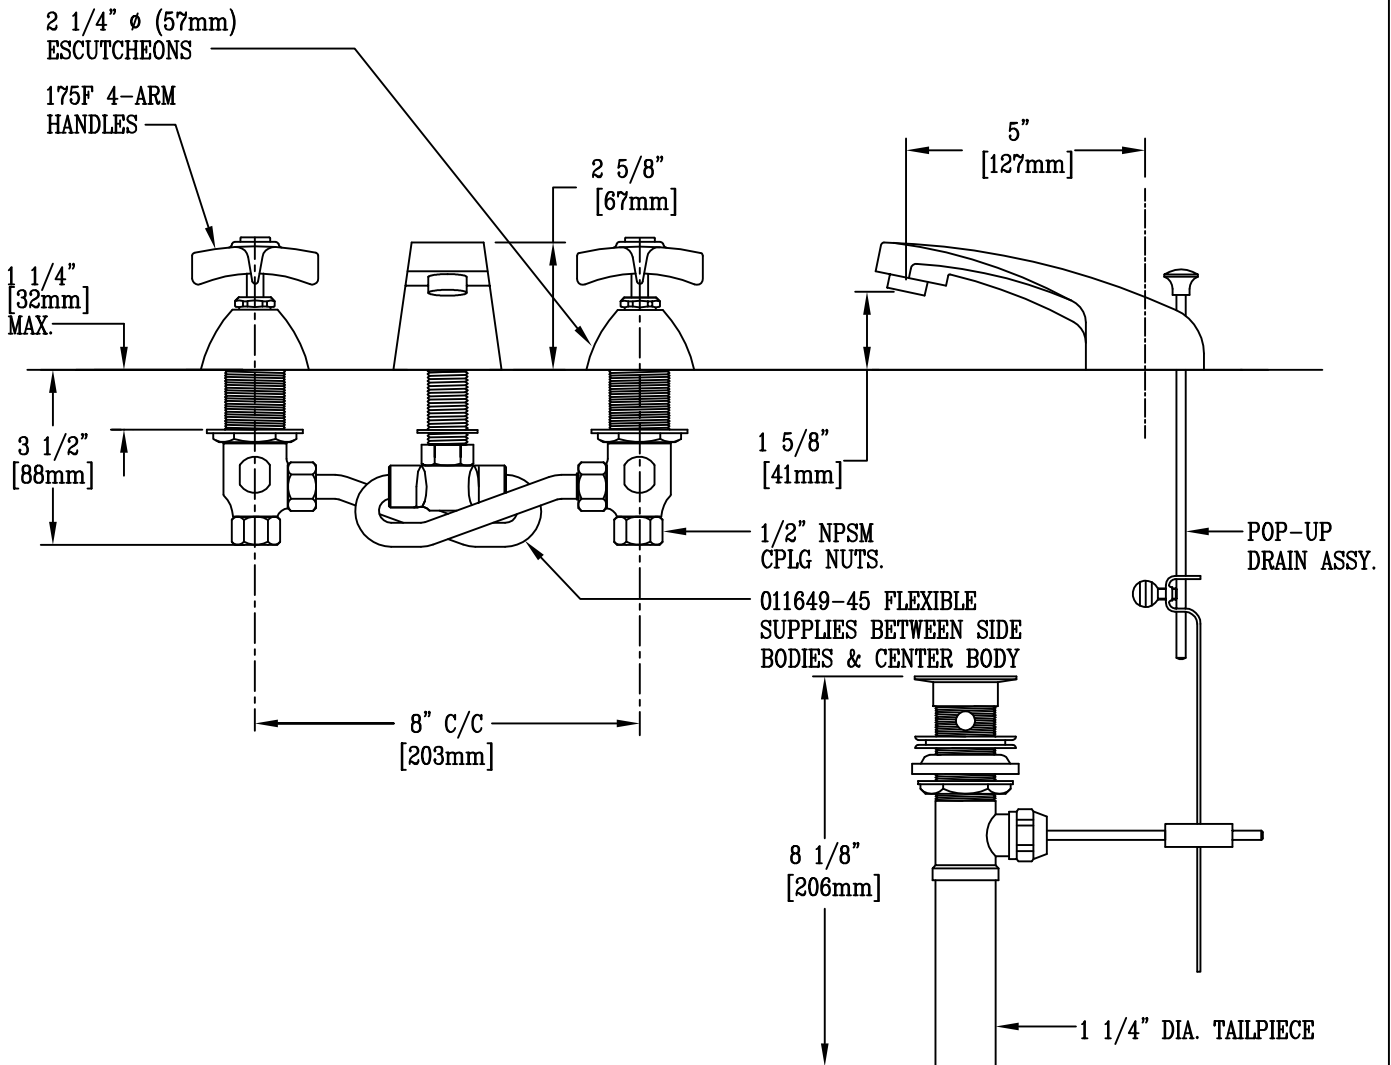 2 1/4" ø (57mm)
ESCUTCHEONS
175F 4-ARM
HANDLES
5"
[127mm]
2 5/8"
[67mm]
1 1/4"
[32mm]
MAX.
3 1/2"
[88mm]
1 5/8"
[41mm]
1/2" NPSM
CPLG NUTS.
POP-UP
DRAIN ASSY.
011649-45 FLEXIBLE
SUPPLIES BETWEEN SIDE
BODIES & CENTER BODY
8" C/C
[203mm]
8 1/8"
[206mm]
1 1/4" DIA. TAILPIECE